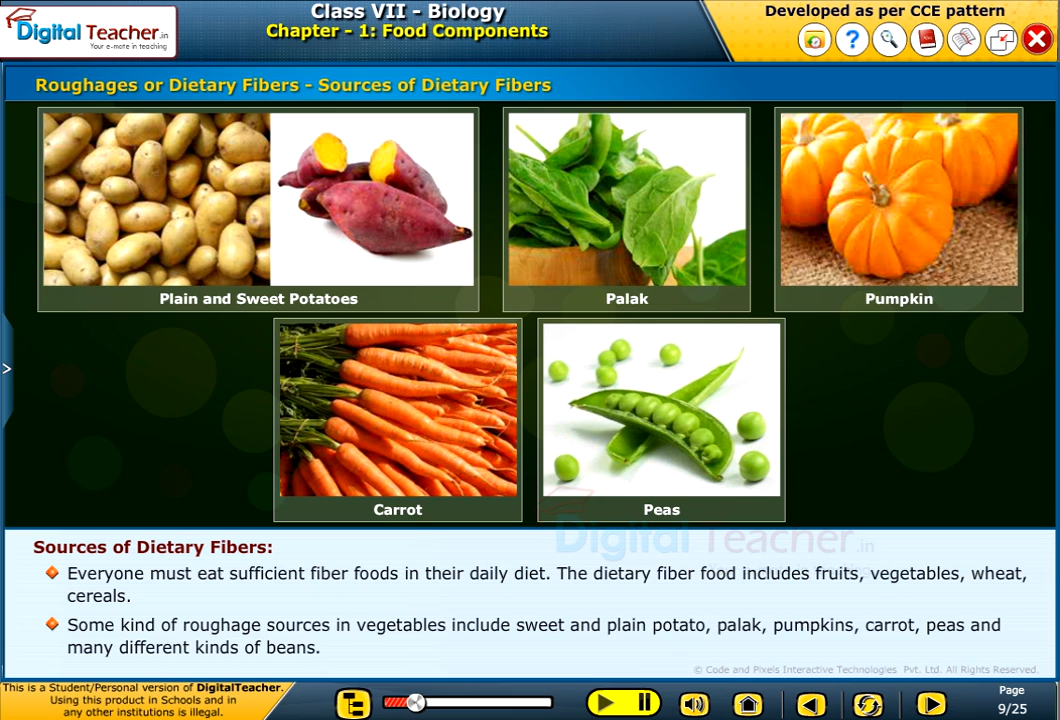 Digital Teacher.in
Your e-mate in teaching
Class VII - Biology
Chapter - 1: Food Components
Developed as per CCE pattern
Roughages or Dietary Fibers - Sources of Dietary Fibers
Plain and Sweet Potatoes
Palak
Pumpkin
Carrot
Peas
Digital Teacher.in
Sources of Dietary Fibers:
Everyone must eat sufficient fiber foods in their daily diet. The dietary fiber food includes fruits, vegetables, wheat,
cereals.
Some kind of roughage sources in vegetables include sweet and plain potato, palak, pumpkins, carrot, peas and
many different kinds of beans.
© Code and Pixels Interactive Technologies Pvt. Ltd. All Rights Reserved.
This is a Student/Personal version of DigitalTeacher.
Using this product in Schools and in
any other institutions is illegal.
Page
9/25